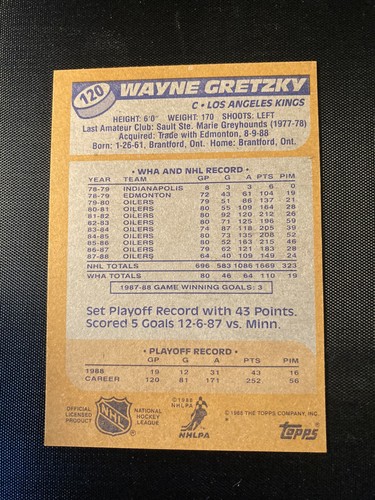 120
WAYNE GRETZKY
C • LOS ANGELES KINGS
HEIGHT: 6'0" WEIGHT: 170 SHOOTS: LEFT
Last Amateur Club: Sault Ste. Marie Greyhounds (1977-78)
Acquired: Trade with Edmonton, 8-9-88
Born: 1-26-61, Brantford, Ont. Home: Brantford, Ont.
• WHA AND NHL RECORD •
YEAR TEAM GP G A PTS PIM
78-79 INDIANAPOLIS 8 3 3 6 0
78-79 EDMONTON 72 43 61 104 19
79-80 OILERS 79 51 86 137 21
80-81 OILERS 80 55 109 164 28
81-82 OILERS 80 92 120 212 26
82-83 OILERS 80 71 125 196 59
83-84 OILERS 74 87 118 205 39
84-85 OILERS 80 73 135 208 52
85-86 OILERS 80 52 163 215 46
86-87 OILERS 79 62 121 183 28
87-88 OILERS 64 40 109 149 24
NHL TOTALS 696 583 1086 1669 323
WHA TOTALS 80 46 64 110 19
1987-88 GAME WINNING GOALS: 3
Set Playoff Record with 43 Points.
Scored 5 Goals 12-6-87 vs. Minn.
• PLAYOFF RECORD •
GP G A PTS PIM
1988 19 12 31 43 16
CAREER 120 81 171 252 56
OFFICIAL LICENSED PRODUCT
NHL
NATIONAL HOCKEY LEAGUE
©1988 NHLPA
NHLPA
© 1988 THE TOPPS COMPANY, INC.
Topps